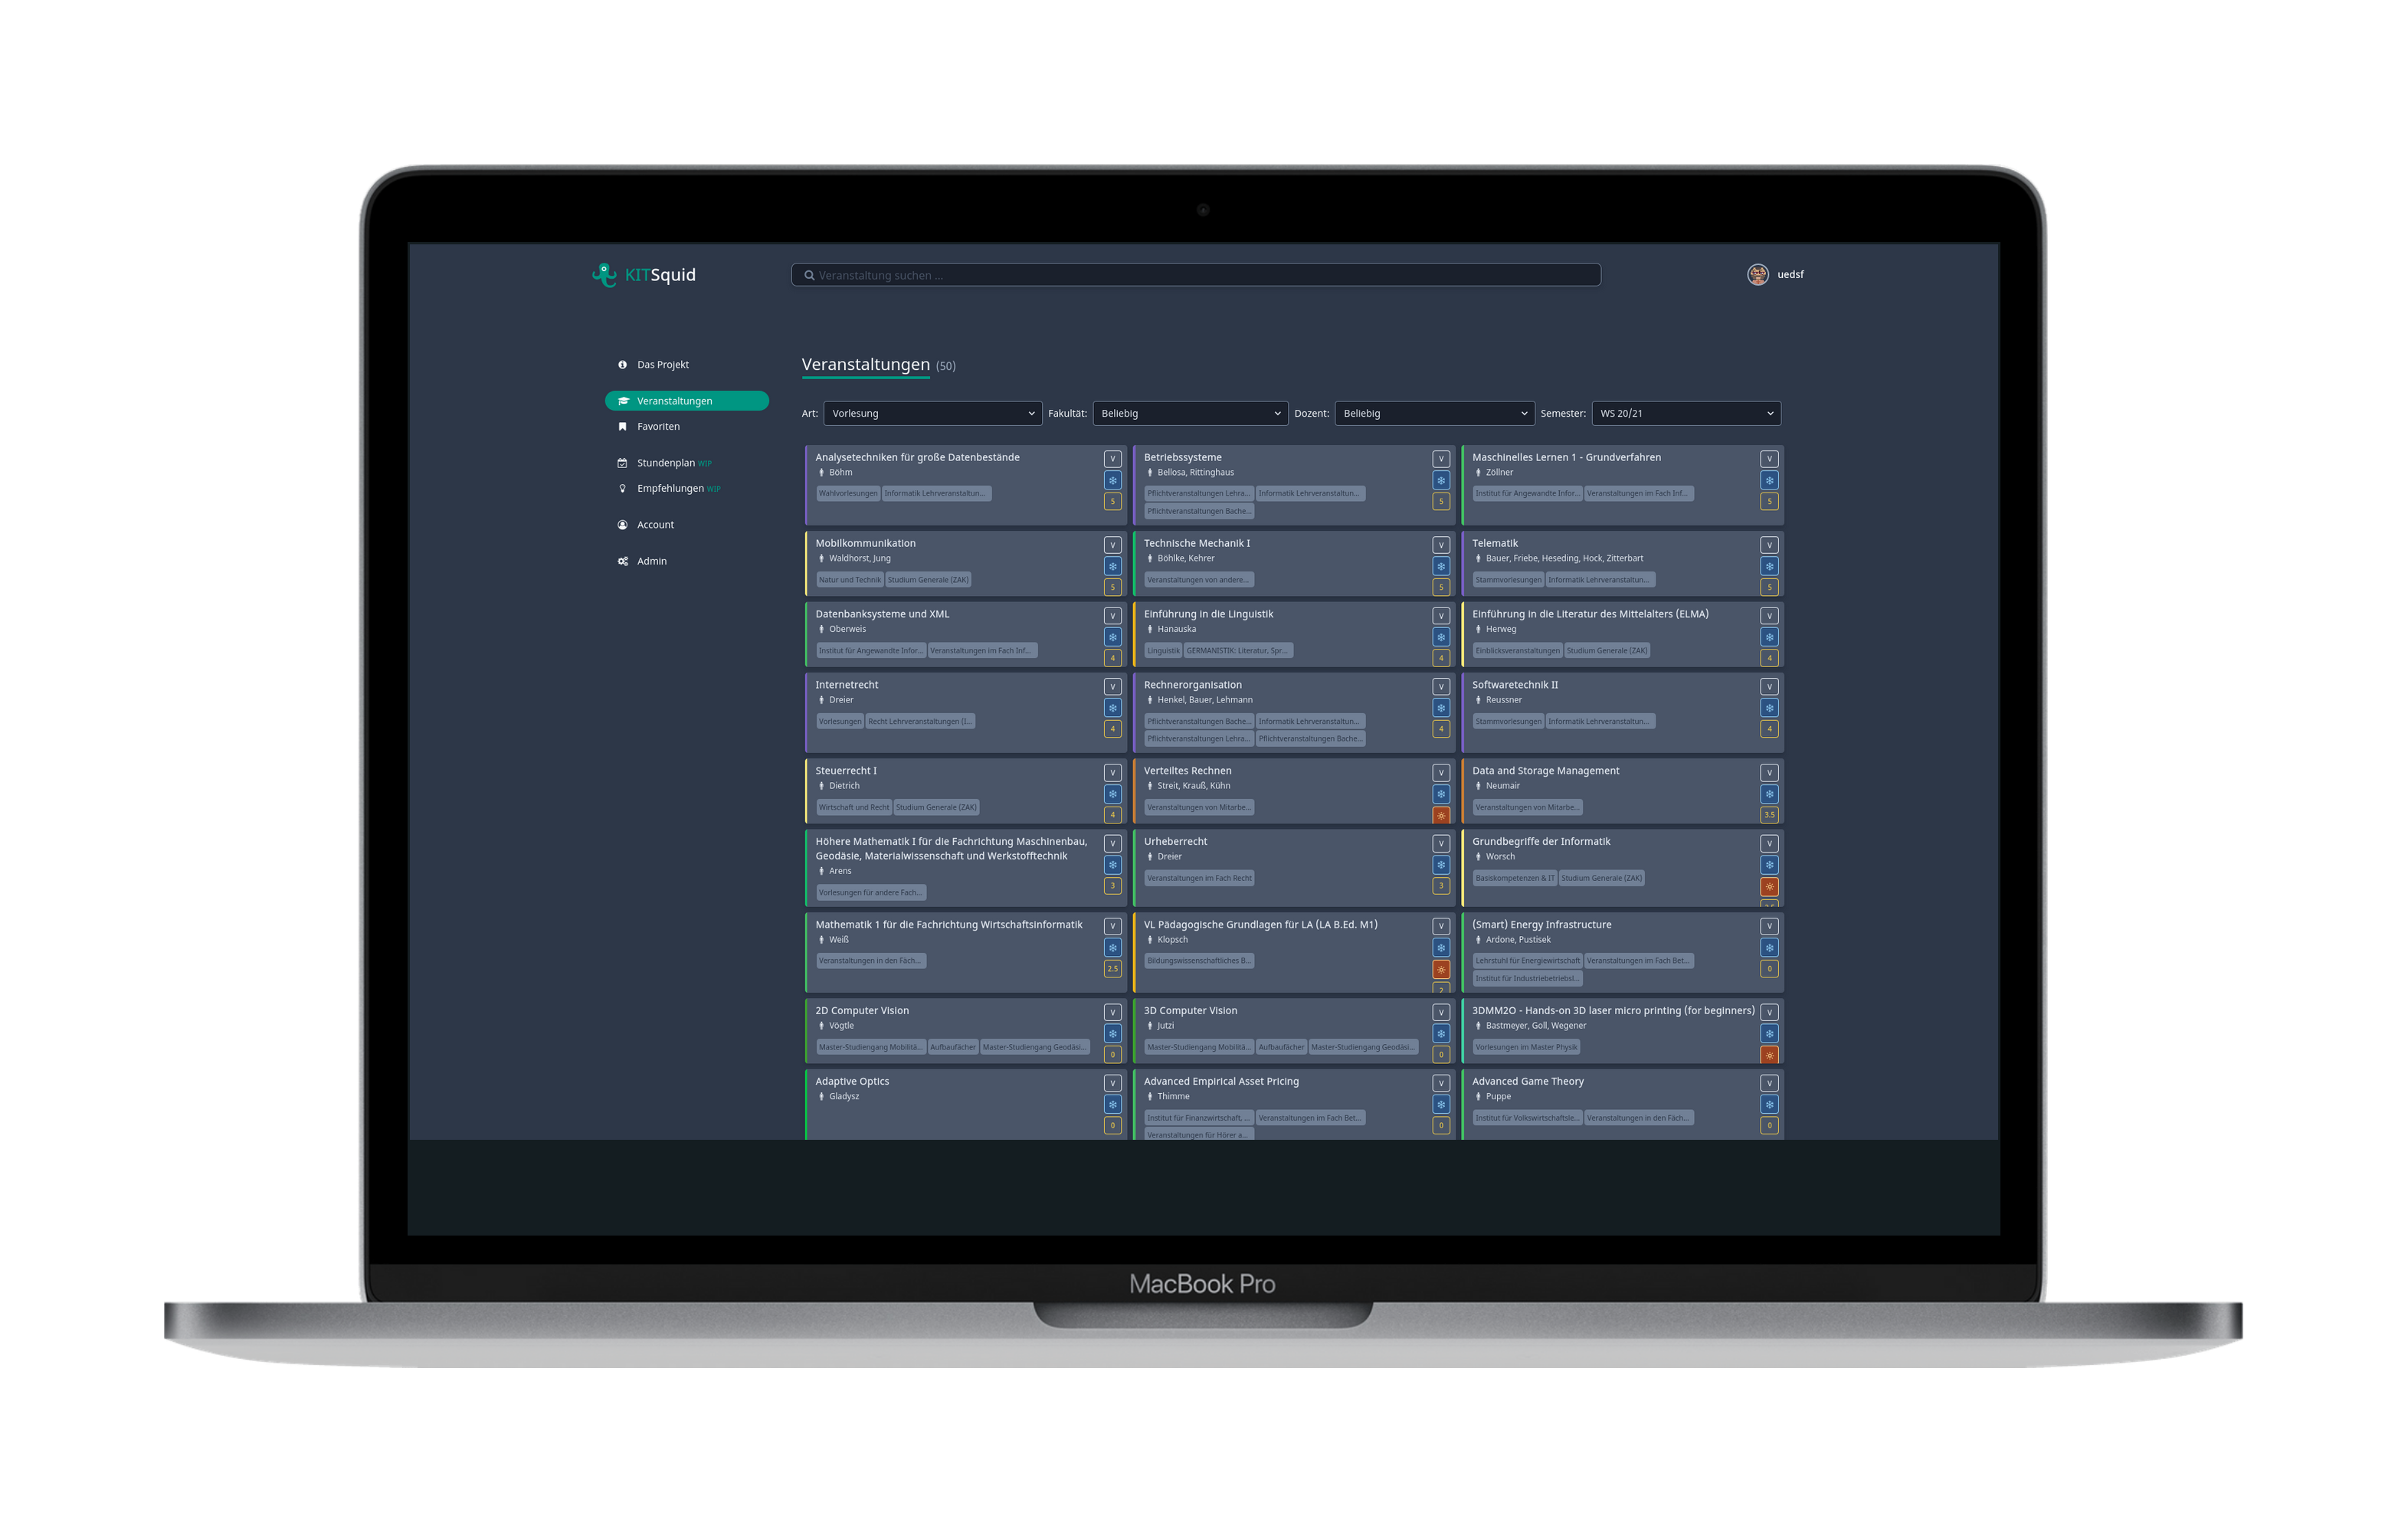 KITSquid
Veranstaltung suchen ...
uedsf
Das Projekt
Veranstaltungen
Favoriten
Stundenplan WIP
Empfehlungen WIP
Account
Admin
Veranstaltungen (50)
Art: Vorlesung Fakultät: Beliebig Dozent: Beliebig Semester: WS 20/21
Analysetechniken für große Datenbestände
Böhm
Wahlvorlesungen Informatik Lehrveranstaltun...
V
5
Betriebssysteme
Bellosa, Rittinghaus
Pflichtveranstaltungen Lehra... Informatik Lehrveranstaltun...
Pflichtveranstaltungen Bache...
V
5
Maschinelles Lernen 1 - Grundverfahren
Zöllner
Institut für Angewandte Infor... Veranstaltungen im Fach Inf...
V
5
Mobilkommunikation
Waldhorst, Jung
Natur und Technik Studium Generale (ZAK)
V
5
Technische Mechanik I
Böhlke, Kehrer
Veranstaltungen von andere...
V
5
Telematik
Bauer, Friebe, Heseding, Hock, Zitterbart
Stammvorlesungen Informatik Lehrveranstaltun...
V
5
Datenbanksysteme und XML
Oberweis
Institut für Angewandte Infor... Veranstaltungen im Fach Inf...
V
4
Einführung in die Linguistik
Hanauska
Linguistik GERMANISTIK: Literatur, Spr...
V
4
Einführung in die Literatur des Mittelalters (ELMA)
Herweg
Einblicksveranstaltungen Studium Generale (ZAK)
V
4
Internetrecht
Dreier
Vorlesungen Recht Lehrveranstaltungen (I...
V
4
Rechnerorganisation
Henkel, Bauer, Lehmann
Pflichtveranstaltungen Bache... Informatik Lehrveranstaltun...
Pflichtveranstaltungen Lehra... Pflichtveranstaltungen Bache...
V
4
Softwaretechnik II
Reussner
Stammvorlesungen Informatik Lehrveranstaltun...
V
4
Steuerrecht I
Dietrich
Wirtschaft und Recht Studium Generale (ZAK)
V
4
Verteiltes Rechnen
Streit, Krauß, Kühn
Veranstaltungen von Mitarbe...
V
Data and Storage Management
Neumair
Veranstaltungen von Mitarbe...
V
3.5
Höhere Mathematik I für die Fachrichtung Maschinenbau,
Geodäsie, Materialwissenschaft und Werkstofftechnik
Arens
Vorlesungen für andere Fach...
V
3
Urheberrecht
Dreier
Veranstaltungen im Fach Recht
V
3
Grundbegriffe der Informatik
Worsch
Basiskompetenzen & IT Studium Generale (ZAK)
V
Mathematik 1 für die Fachrichtung Wirtschaftsinformatik
Weiß
Veranstaltungen in den Fäch...
V
2.5
VL Pädagogische Grundlagen für LA (LA B.Ed. M1)
Klopsch
Bildungswissenschaftliches B...
V
2
(Smart) Energy Infrastructure
Ardone, Pustisek
Lehrstuhl für Energiewirtschaft Veranstaltungen im Fach Bet...
Institut für Industriebetriebsl...
V
0
2D Computer Vision
Vögtle
Master-Studiengang Mobilitä... Aufbaufächer Master-Studiengang Geodäsi...
V
0
3D Computer Vision
Jutzi
Master-Studiengang Mobilitä... Aufbaufächer Master-Studiengang Geodäsi...
V
0
3DMM2O - Hands-on 3D laser micro printing (for beginners)
Bastmeyer, Goll, Wegener
Vorlesungen im Master Physik
V
Adaptive Optics
Gladysz
V
0
Advanced Empirical Asset Pricing
Thimme
Institut für Finanzwirtschaft, ... Veranstaltungen im Fach Bet...
Veranstaltungen für Hörer a...
V
0
Advanced Game Theory
Puppe
Institut für Volkswirtschaftsle... Veranstaltungen in den Fäch...
V
0
MacBook Pro